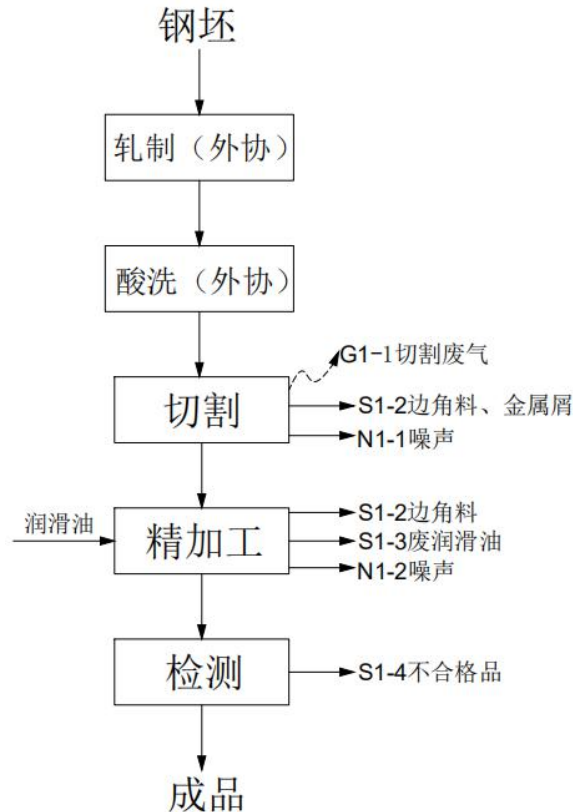 钢坯
轧制（外协）
酸洗（外协）
G1-1切割废气
切割
S1-2边角料、金属屑
N1-1噪声
润滑油
精加工
S1-2边角料
S1-3废润滑油
N1-2噪声
检测
S1-4不合格品
成品